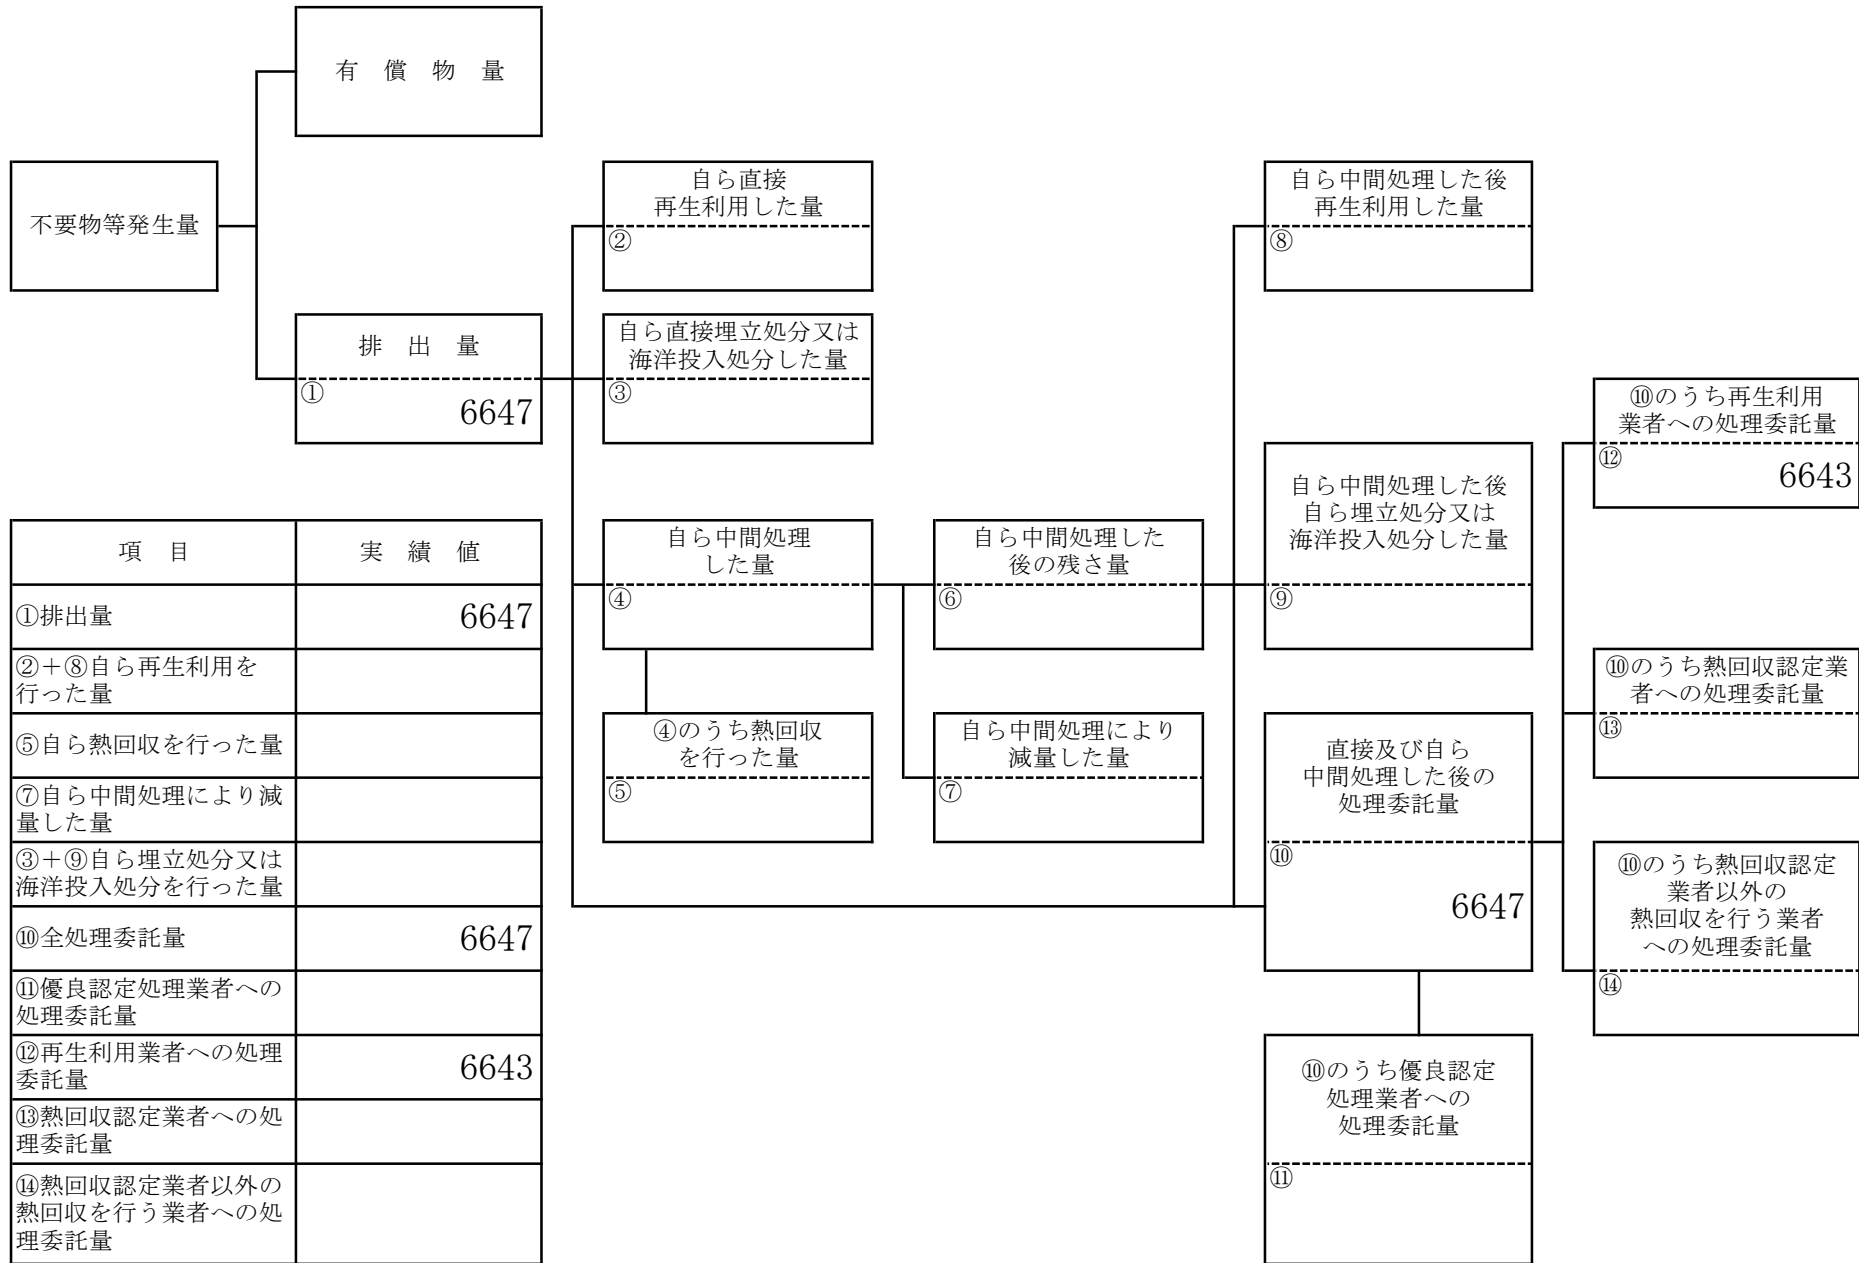 有 償 物 量
不要物等発生量
自ら直接
再生利用した量
②
自ら中間処理した後
再生利用した量
⑧
排 出 量
①
6647
自ら直接埋立処分又は
海洋投入処分した量
③
⑩のうち再生利用
業者への処理委託量
⑫
6643
自ら中間処理した後
自ら埋立処分又は
海洋投入処分した量
⑨
自ら中間処理
した量
④
自ら中間処理した
後の残さ量
⑥
④のうち熱回収
を行った量
⑤
自ら中間処理により
減量した量
⑦
直接及び自ら
中間処理した後の
処理委託量
⑩
6647
⑩のうち熱回収認定業
者への処理委託量
⑬
⑩のうち熱回収認定
業者以外の
熱回収を行う業者
への処理委託量
⑭
⑩のうち優良認定
処理業者への
処理委託量
⑪
項 目 実 績 値
①排出量 6647
②＋⑧自ら再生利用を
行った量
⑤自ら熱回収を行った量
⑦自ら中間処理により減
量した量
③＋⑨自ら埋立処分又は
海洋投入処分を行った量
⑩全処理委託量 6647
⑪優良認定処理業者への
処理委託量
⑫再生利用業者への処理
委託量 6643
⑬熱回収認定業者への処
理委託量
⑭熱回収認定業者以外の
熱回収を行う業者への処
理委託量